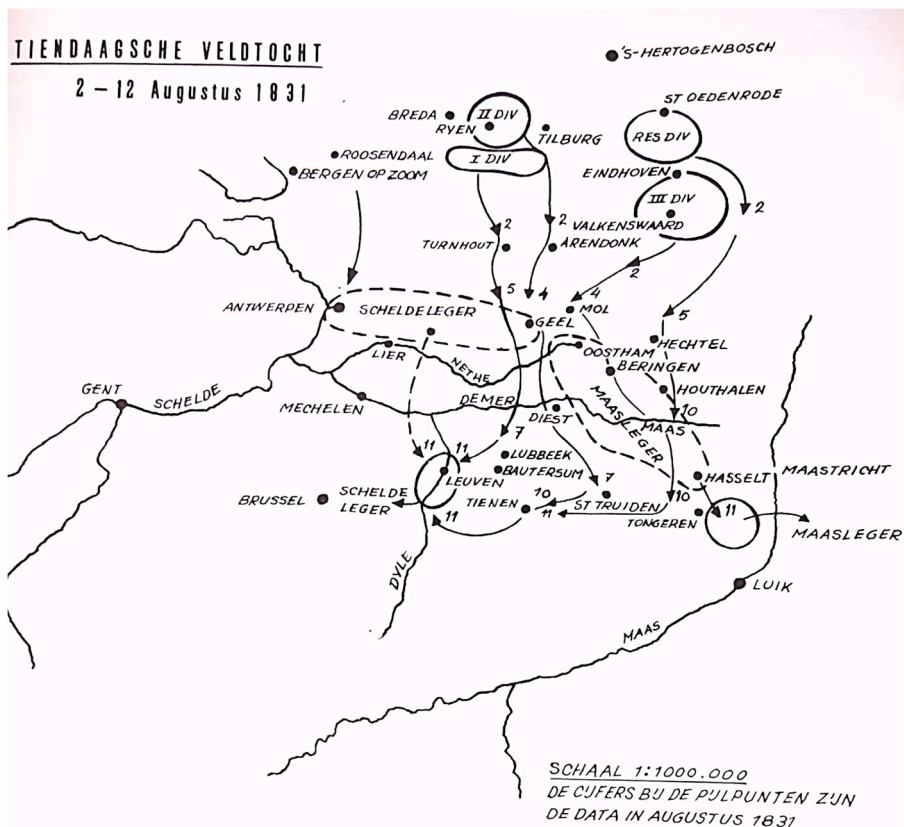 TIENDAAGSCHE VELDTOCHT
2 – 12 Augustus 1831
'S-HERTOGENBOSCH
ST OEDENRODE
BREDA
II DIV
RYEN
TILBURG
RES DIV
I DIV
ROOSENDAAL
BERGEN OP ZOOM
EINDHOVEN
III DIV
VALKENSWAARD
2
2
2
TURNHOUT
ARENDONK
2
5
4
4
MOL
5
ANTWERPEN
SCHELDELEGER
GEEL
HECHTEL
LIER
NETHE
OOSTHAM
BERINGEN
HOUTHALEN
GENT
SCHELDE
MECHELEN
DEMER
DIEST
MAASLEGER
MAAS
10
7
11
11
LUBBEEK
BAUTERSUM
LEUVEN
7
HASSELT
MAASTRICHT
BRUSSEL
SCHELDE
LEGER
10
TIENEN
11
ST TRUIDEN
10
TONGEREN
11
11
MAASLEGER
DYLE
LUIK
MAAS
SCHAAL 1:1000.000
DE CIJFERS BIJ DE PIJLPUNTEN ZIJN
DE DATA IN AUGUSTUS 1831